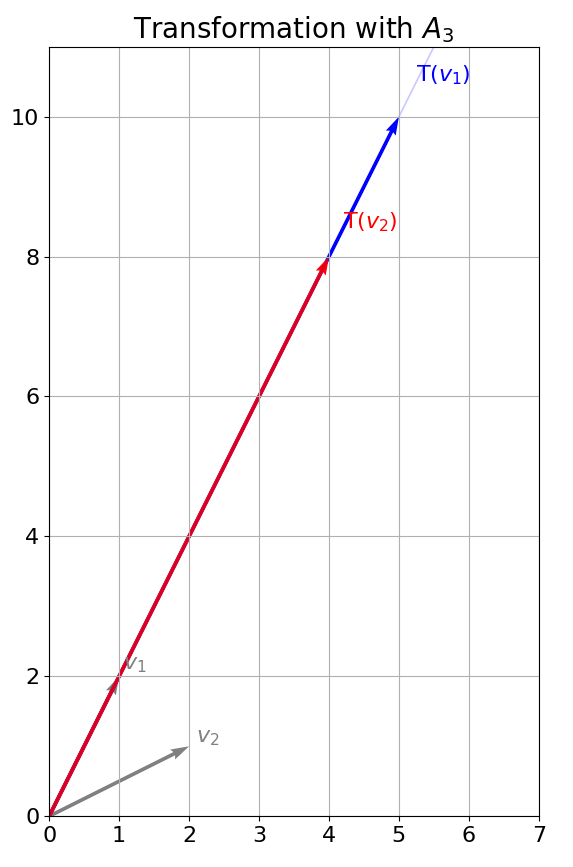 Transformation with A₃
T(v₁)
10
T(v₂)
8
6
4
v₁
2
v₂
0
0 1 2 3 4 5 6 7